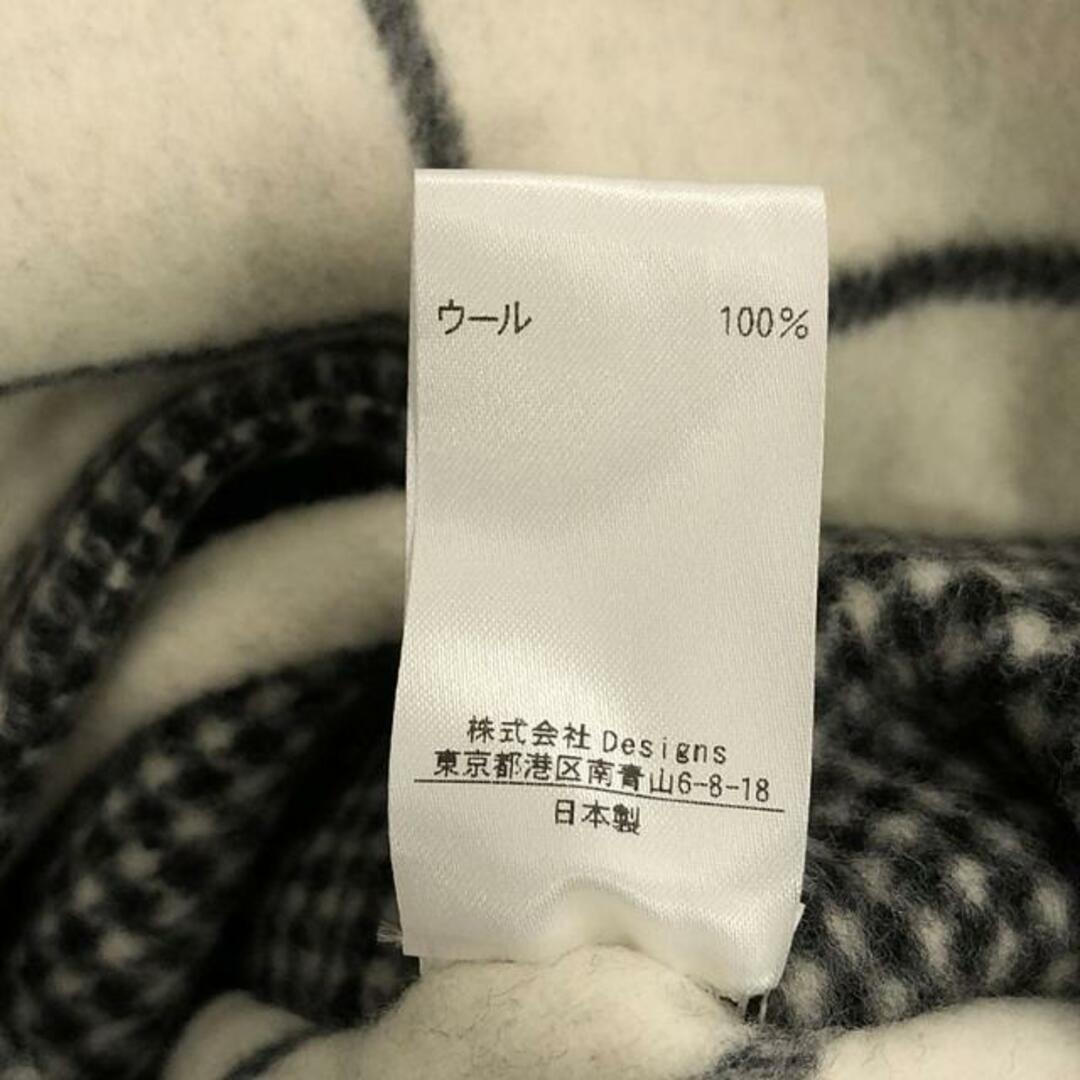 ウール 100%
株式会社 Designs
東京都港区南青山6-8-18
日本製